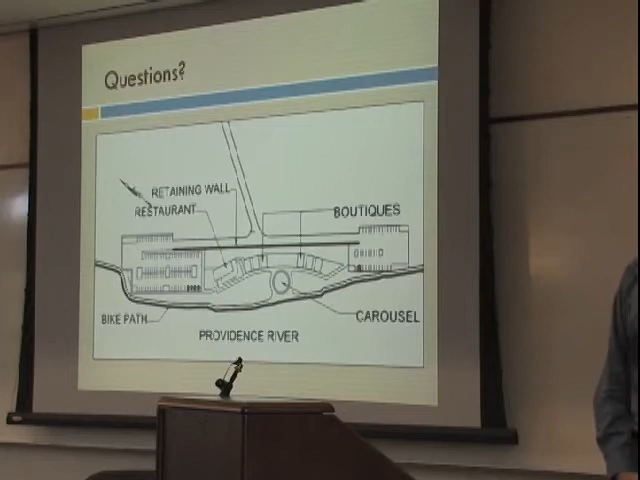 Questions?
RETAINING WALL
RESTAURANT
BOUTIQUES
BIKE PATH
CAROUSEL
PROVIDENCE RIVER